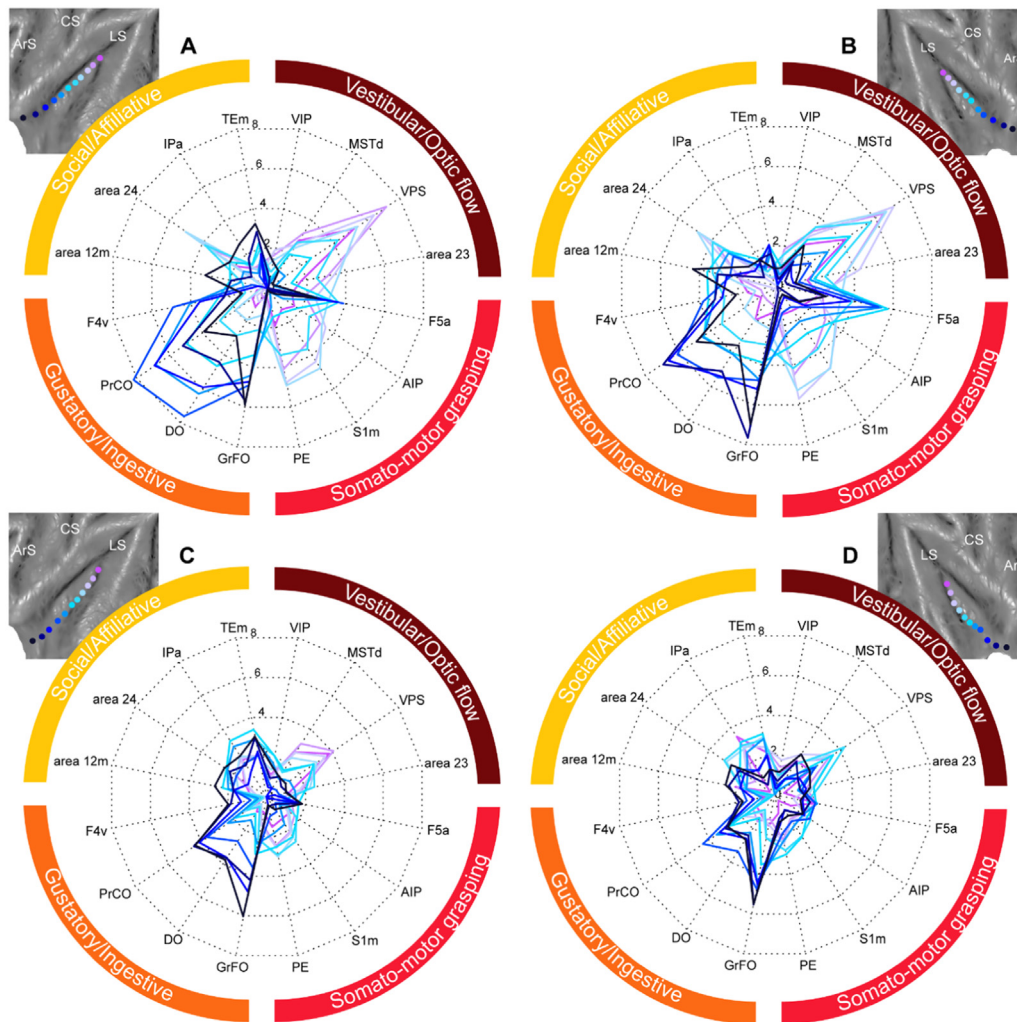 CS
ArS
LS
A
Social/Affiliative
Vestibular/Optic flow
Somato-motor grasping
Gustatory/Ingestive
TEm
8
VIP
MSTd
VPS
area 23
F5a
AIP
S1m
PE
GrFO
DO
PrCO
F4v
area 12m
area 24
IPa
6
4
2
B
CS
LS
Ar
Social/Affiliative
Vestibular/Optic flow
Somato-motor grasping
Gustatory/Ingestive
TEm
8
VIP
MSTd
VPS
area 23
F5a
AIP
S1m
PE
GrFO
DO
PrCO
F4v
area 12m
area 24
IPa
6
4
2
CS
ArS
LS
C
Social/Affiliative
Vestibular/Optic flow
Somato-motor grasping
Gustatory/Ingestive
TEm
8
VIP
MSTd
VPS
area 23
F5a
AIP
S1m
PE
GrFO
DO
PrCO
F4v
area 12m
area 24
IPa
6
4
D
CS
LS
Ar
Social/Affiliative
Vestibular/Optic flow
Somato-motor grasping
Gustatory/Ingestive
TEm
8
VIP
MSTd
VPS
area 23
F5a
AIP
S1m
PE
GrFO
DO
PrCO
F4v
area 12m
area 24
IPa
6
4
2